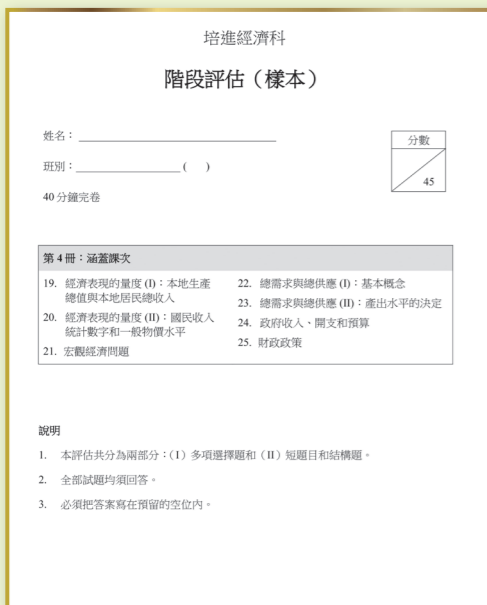 培進經濟科
階段評估（樣本）
姓名：
分數
班別： (    )
45
40 分鐘完卷
第 4 冊：涵蓋課次
19. 經濟表現的量度 (I)：本地生產
總值與本地居民總收入
20. 經濟表現的量度 (II)：國民收入
統計數字和一般物價水平
21. 宏觀經濟問題
22. 總需求與總供應 (I)：基本概念
23. 總需求與總供應 (II)：產出水平的決定
24. 政府收入、開支和預算
25. 財政政策
說明
1. 本評估共分為兩部分：（I）多項選擇題和（II）短題目和結構題。
2. 全部試題均須回答。
3. 必須把答案寫在預留的空位內。